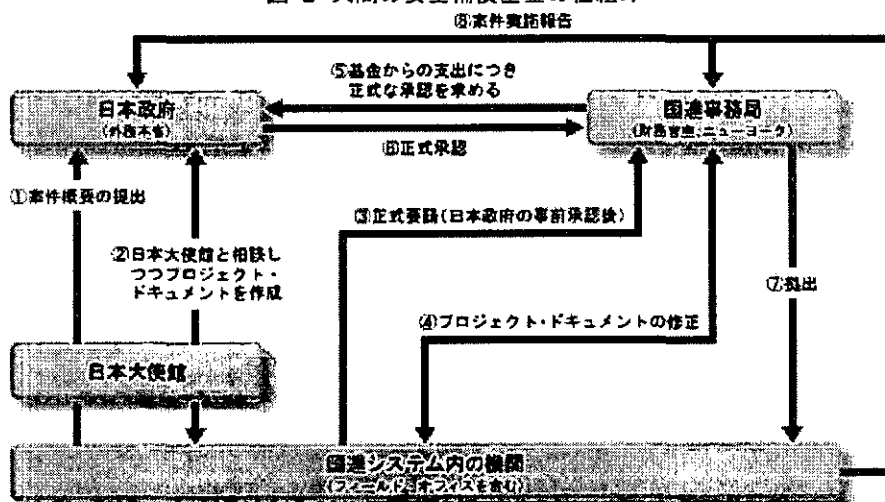 ⑧案件実施報告
⑤基金からの支出につき
正式な承認を求める
日本政府
(外務本省)
国連事務局
(財務官室、ニューヨーク)
⑥正式承認
①案件概要の提出
③正式要請(日本政府の事前承認後)
②日本大使館と相談し
つつプロジェクト・
ドキュメントを作成
⑦拠出
④プロジェクト・ドキュメントの修正
日本大使館
国連システム内の機関
(フィールド・オフィスを含む)